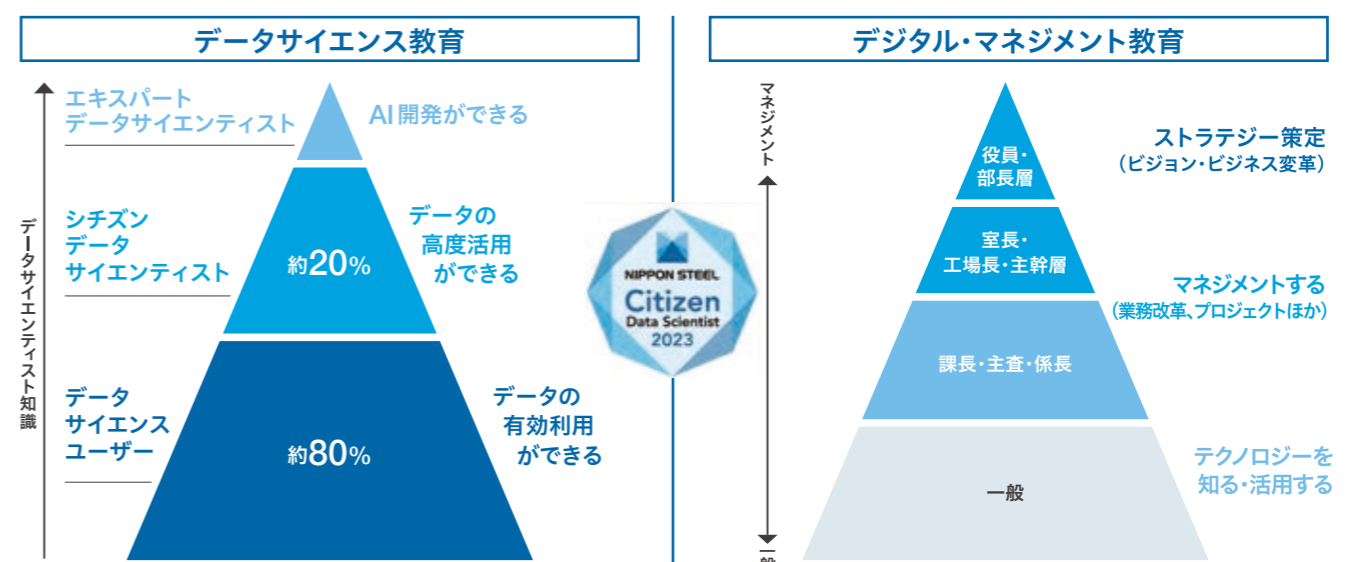 データサイエンス教育
エキスパート
データサイエンティスト
AI開発ができる
シチズン
データ
サイエンティスト
約20%
データの
高度活用
ができる
データ
サイエンス
ユーザー
約80%
データの
有効利用
ができる
データサイエンティスト知識
NIPPON STEEL
Citizen
Data Scientist
2023
デジタル・マネジメント教育
マネジメント
役員・
部長層
ストラテジー策定
(ビジョン・ビジネス変革)
室長・
工場長・主幹層
マネジメントする
(業務改革、プロジェクトほか)
課長・主査・係長
一般
テクノロジーを
知る・活用する
一般